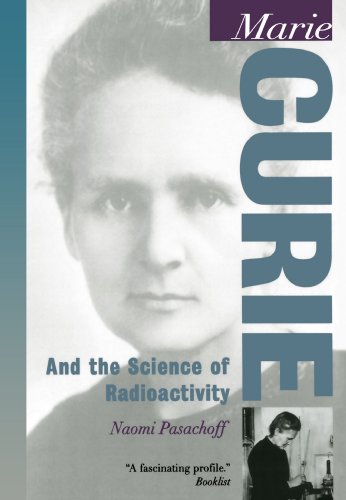 Marie
CURIE
And the Science of
Radioactivity
Naomi Pasachoff
"A fascinating profile."
Booklist